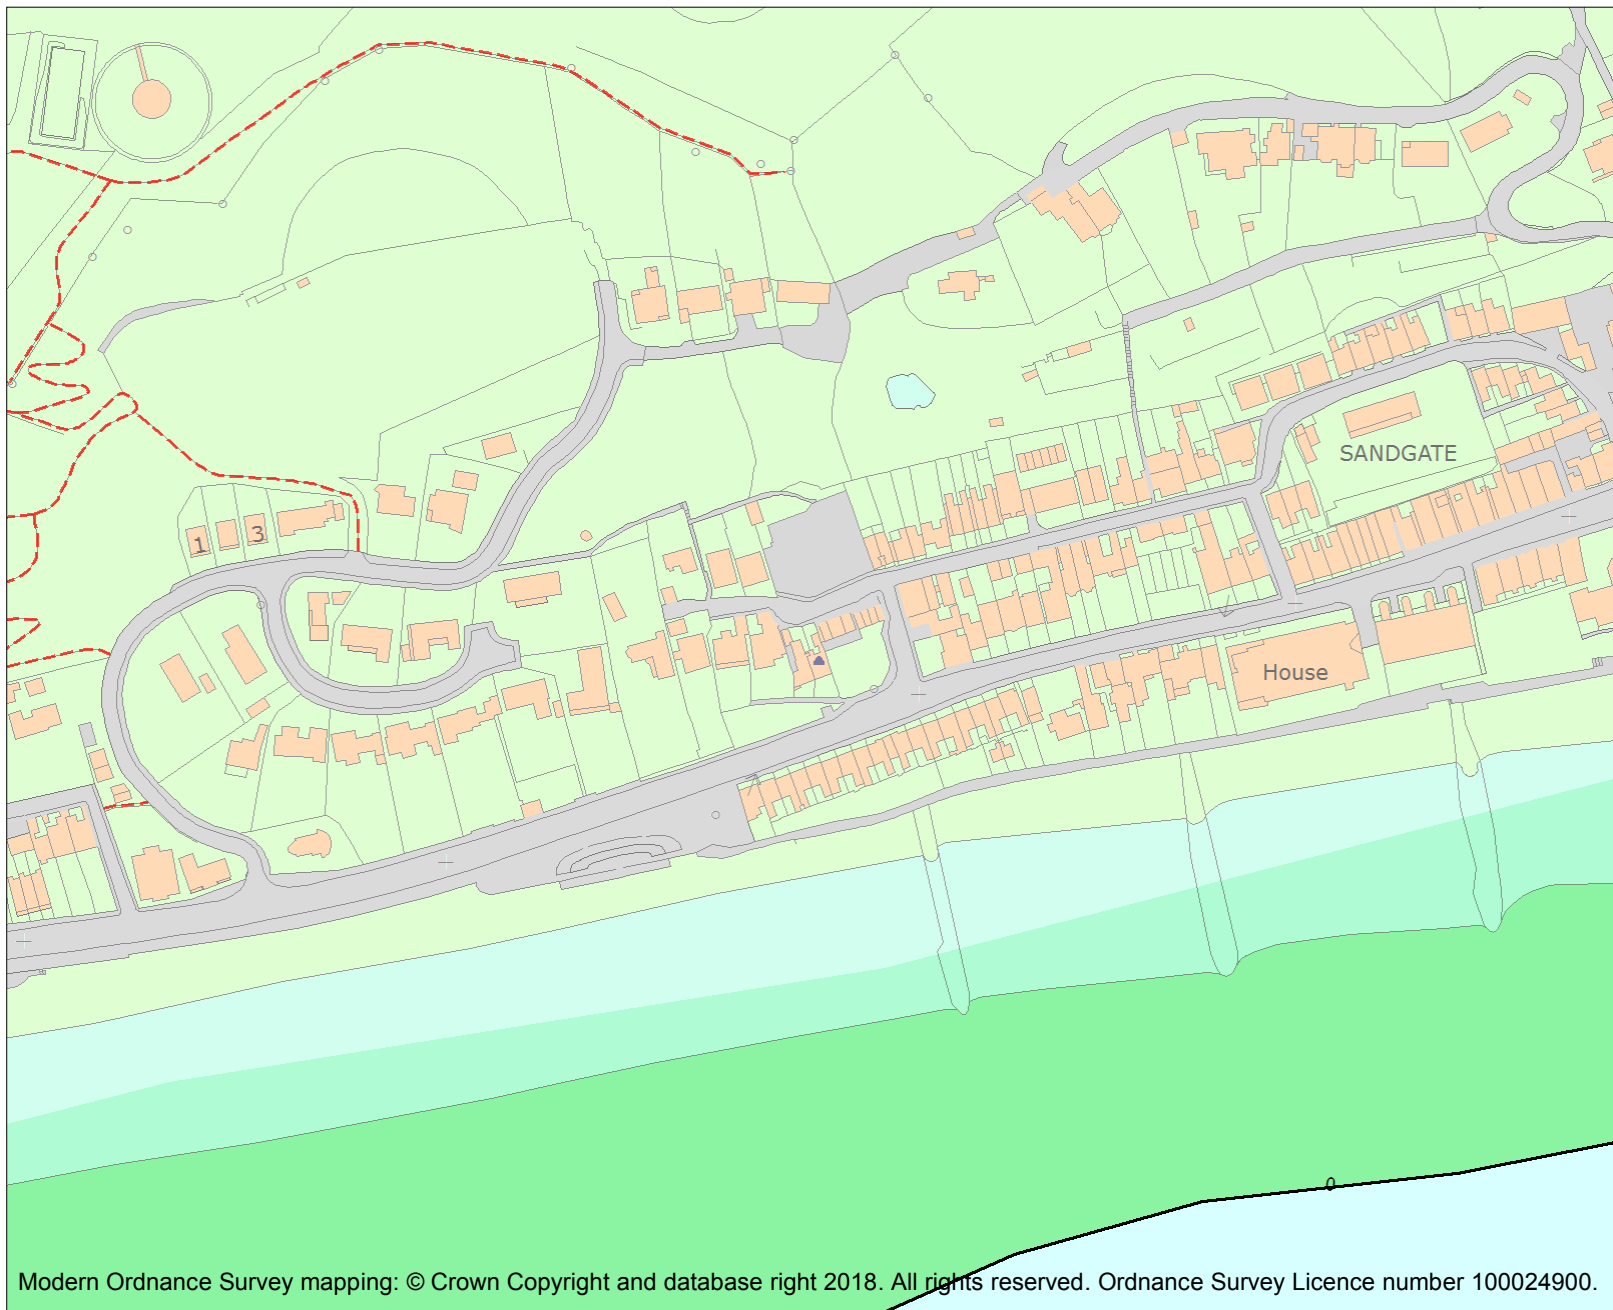 SANDGATE
1
3
House
0
Modern Ordnance Survey mapping: © Crown Copyright and database right 2018. All rights reserved. Ordnance Survey Licence number 100024900.